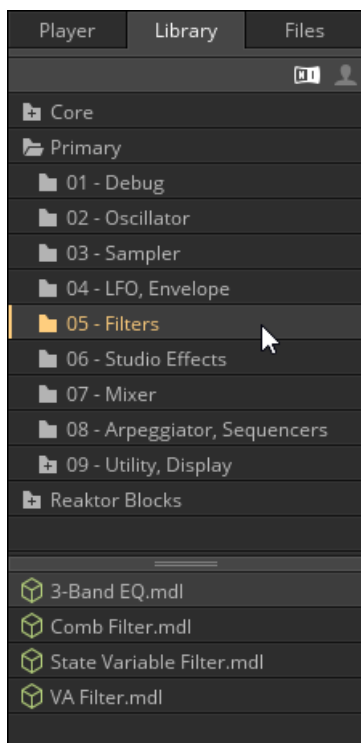 Player Library Files
NI
Core
Primary
01 - Debug
02 - Oscillator
03 - Sampler
04 - LFO, Envelope
05 - Filters
06 - Studio Effects
07 - Mixer
08 - Arpeggiator, Sequencers
09 - Utility, Display
Reaktor Blocks
3-Band EQ.mdl
Comb Filter.mdl
State Variable Filter.mdl
VA Filter.mdl